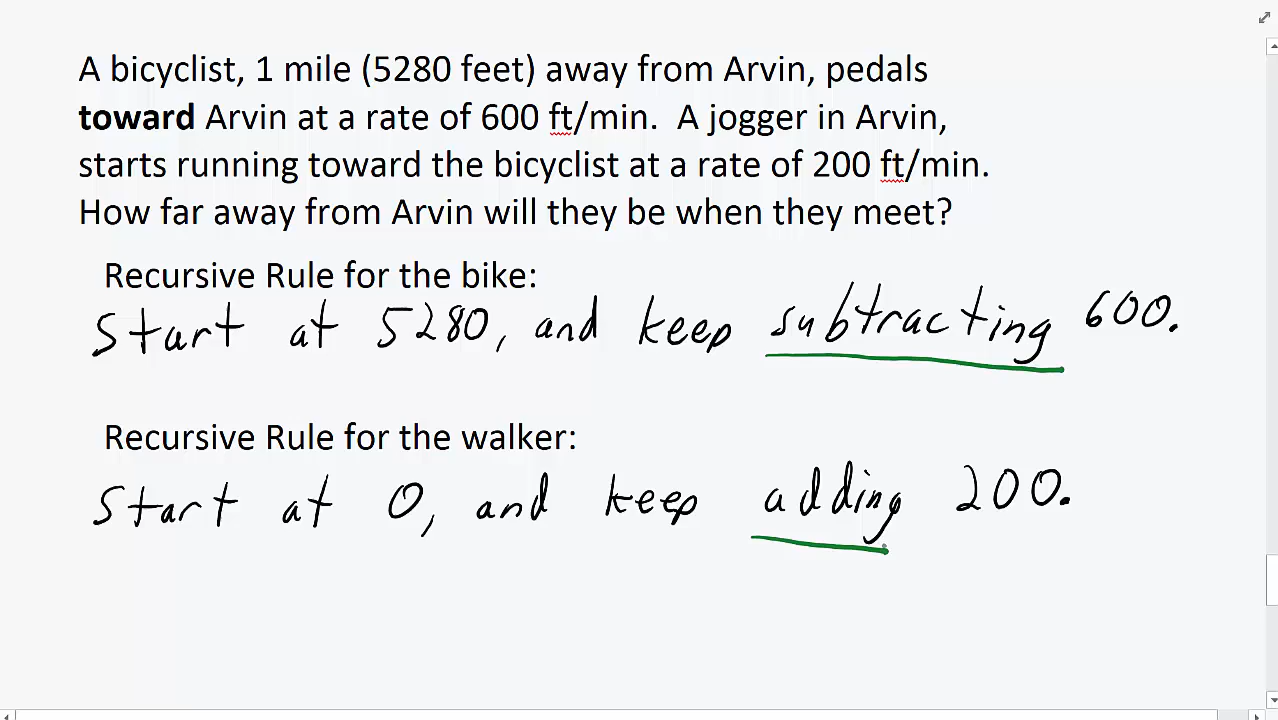 A bicyclist, 1 mile (5280 feet) away from Arvin, pedals
toward Arvin at a rate of 600 ft/min.  A jogger in Arvin,
starts running toward the bicyclist at a rate of 200 ft/min.
How far away from Arvin will they be when they meet?
Recursive Rule for the bike:
Start at 5280, and keep subtracting 600.
Recursive Rule for the walker:
Start at 0, and keep adding 200.